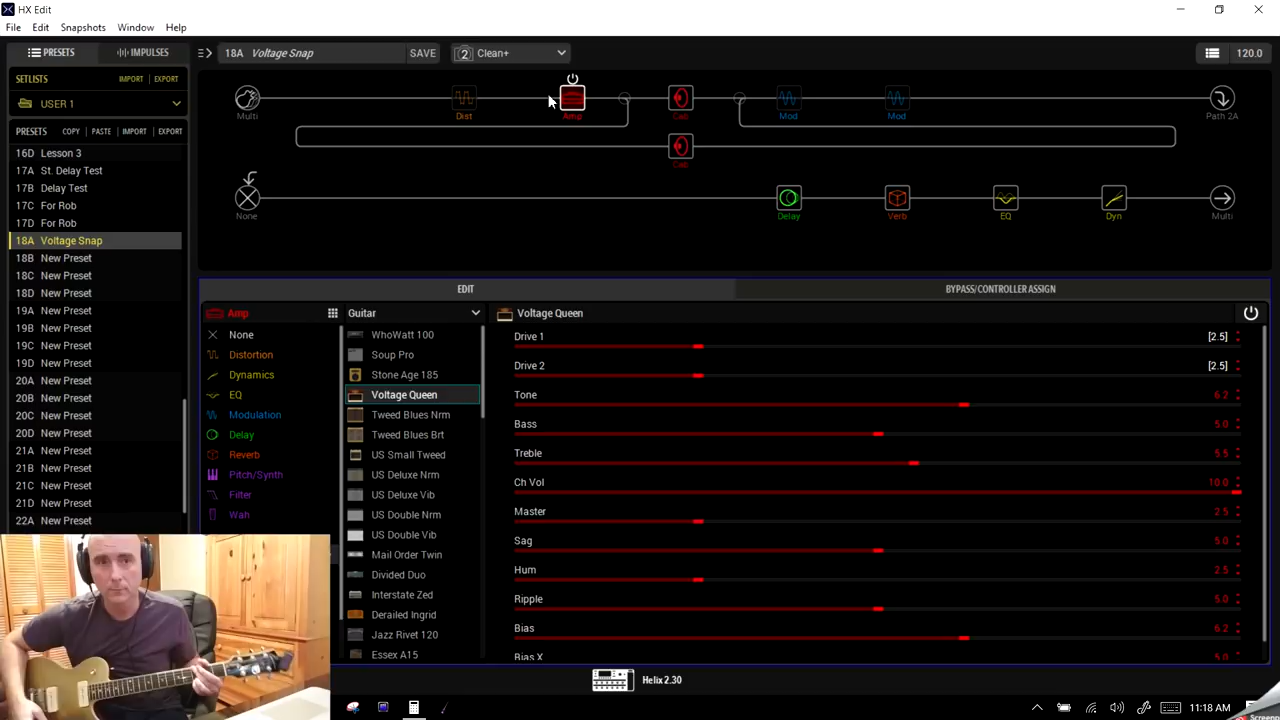 HX Edit
File Edit Snapshots Window Help
PRESETS IMPULSES
18A Voltage Snap SAVE 2 Clean+ 120.0
SETLISTS IMPORT EXPORT
USER 1
PRESETS COPY PASTE IMPORT EXPORT
16D Lesson 3
17A St. Delay Test
17B Delay Test
17C For Rob
17D For Rob
18A Voltage Snap
18B New Preset
18C New Preset
18D New Preset
19A New Preset
19B New Preset
19C New Preset
19D New Preset
20A New Preset
20B New Preset
20C New Preset
20D New Preset
21A New Preset
21B New Preset
21C New Preset
21D New Preset
22A New Preset
Multi Dist Amp Cab Mod Mod Path 2A
Cab
None Delay Verb EQ Dyn Multi
EDIT BYPASS/CONTROLLER ASSIGN
Amp
None
Distortion
Dynamics
EQ
Modulation
Delay
Reverb
Pitch/Synth
Filter
Wah
Guitar
WhoWatt 100
Soup Pro
Stone Age 185
Voltage Queen
Tweed Blues Nrm
Tweed Blues Brt
US Small Tweed
US Deluxe Nrm
US Deluxe Vib
US Double Nrm
US Double Vib
Mail Order Twin
Divided Duo
Interstate Zed
Derailed Ingrid
Jazz Rivet 120
Essex A15
Voltage Queen
Drive 1 [2.5]
Drive 2 [2.5]
Tone 6.2
Bass 5.0
Treble 5.5
Ch Vol 10.0
Master 2.5
Sag 5.0
Hum 2.5
Ripple 5.0
Bias 6.2
Bias X 5.0
Helix 2.30
11:18 AM